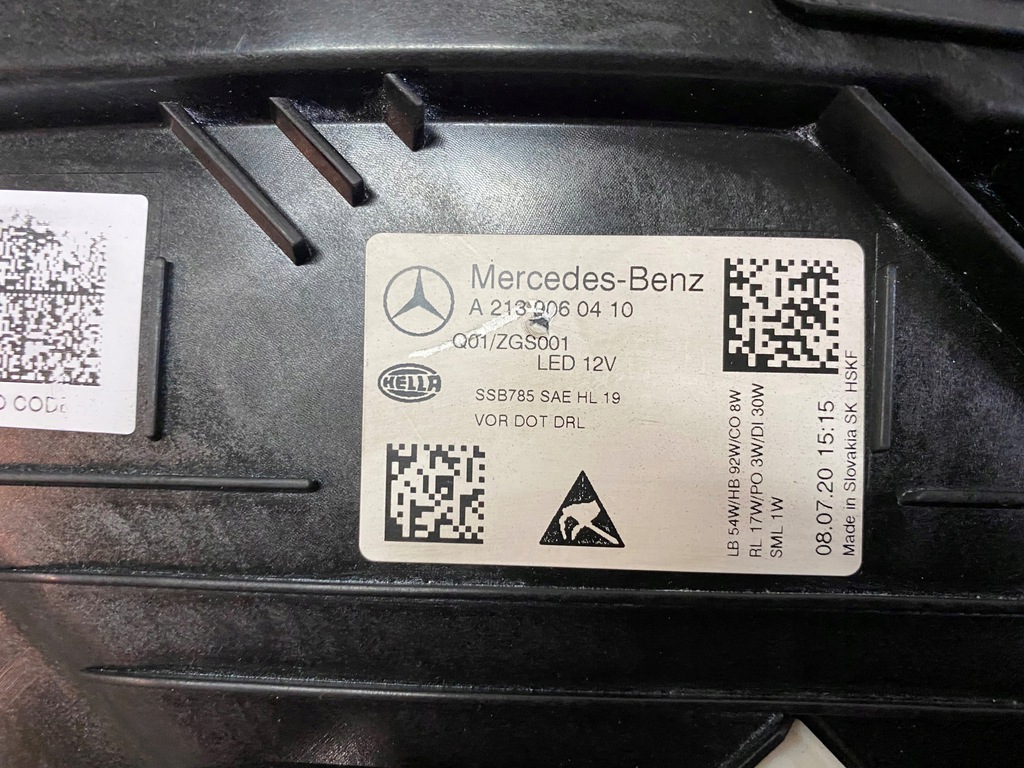 Mercedes-Benz
A 213 906 04 10
Q01/ZGS001
LED 12V
HELLA
SSB785 SAE HL 19
VOR DOT DRL
LB 54W/HB 92W/CO 8W
RL 17W/PO 3W/DI 30W
SML 1W
08.07.20 15:15
Made in Slovakia SK HSKF
CODE